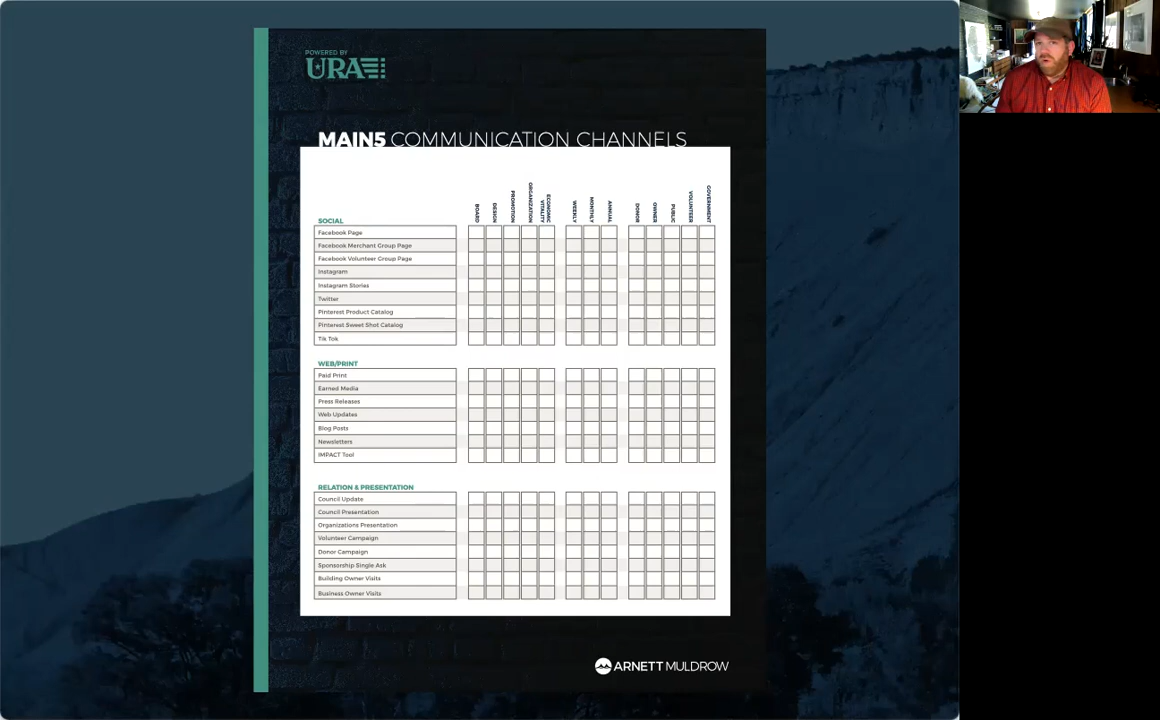 POWERED BY
URA
MAIN5 COMMUNICATION CHANNELS
BOARD
DESIGN
PROMOTION
ORGANIZATION
ECONOMIC
VITALITY
WEEKLY
MONTHLY
ANNUAL
DONOR
OWNER
PUBLIC
VOLUNTEER
GOVERNMENT
SOCIAL
Facebook Page
Facebook Merchant Group Page
Facebook Volunteer Group Page
Instagram
Instagram Stories
Twitter
Pinterest Product Catalog
Pinterest Sweet Shot Catalog
Tik Tok
WEB/PRINT
Paid Print
Earned Media
Press Releases
Web Updates
Blog Posts
Newsletters
IMPACT Tool
RELATION & PRESENTATION
Council Update
Council Presentation
Organizations Presentation
Volunteer Campaign
Donor Campaign
Sponsorship Single Ask
Building Owner Visits
Business Owner Visits
ARNETT MULDROW